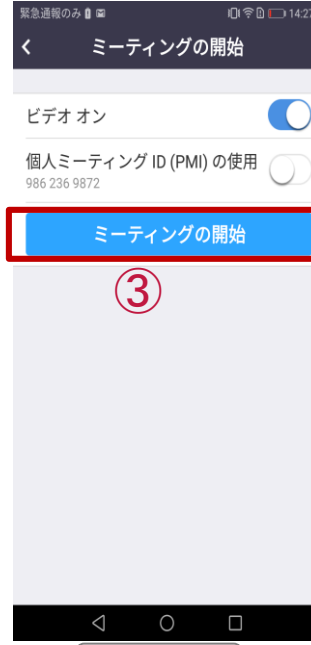 緊急通報のみ 14:27
ミーティングの開始
ビデオ オン
個人ミーティング ID (PMI) の使用
986 236 9872
ミーティングの開始
③